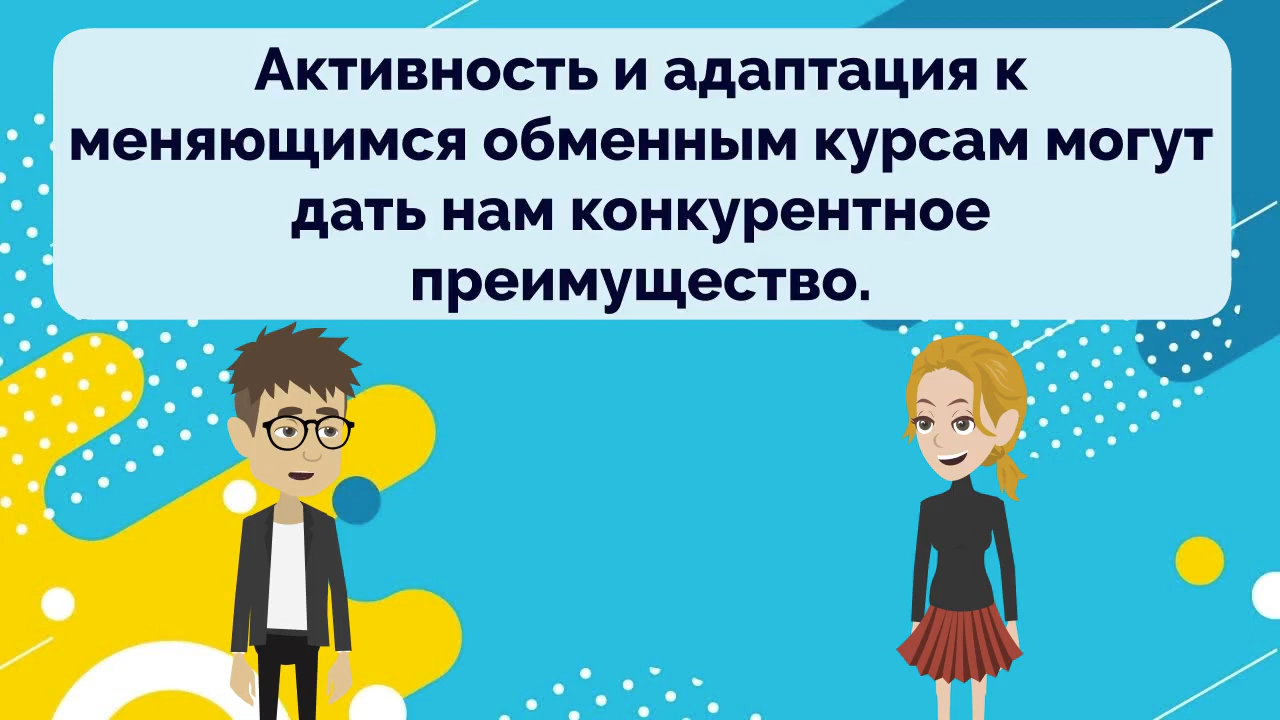 Активность и адаптация к
меняющимся обменным курсам могут
дать нам конкурентное
преимущество.